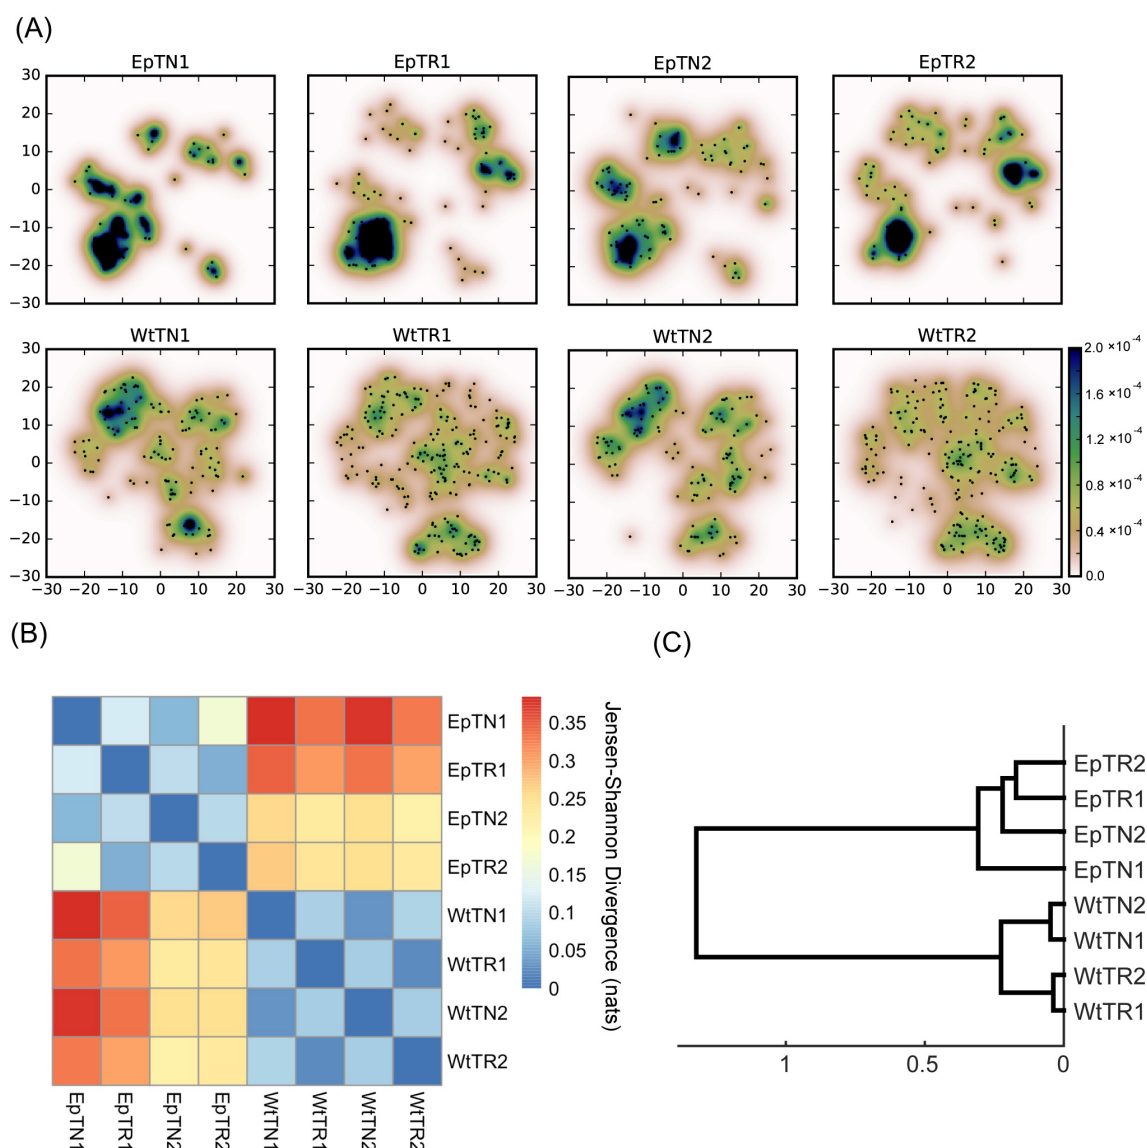 (A)
EpTN1 EpTR1 EpTN2 EpTR2
30
20
10
0
−10
−20
−30
WtTN1 WtTR1 WtTN2 WtTR2
30
20
10
0
−10
−20
−30
−30 −20 −10 0 10 20 30
−30 −20 −10 0 10 20 30
−30 −20 −10 0 10 20 30
−30 −20 −10 0 10 20 30
2.0 ×10⁻⁴
1.6 ×10⁻⁴
1.2 ×10⁻⁴
0.8 ×10⁻⁴
0.4 ×10⁻⁴
0.0
(B)
EpTN1
EpTR1
EpTN2
EpTR2
WtTN1
WtTR1
WtTN2
WtTR2
EpTN1 EpTR1 EpTN2 EpTR2 WtTN1 WtTR1 WtTN2 WtTR2
0.35
0.3
0.25
0.2
0.15
0.1
0.05
0
Jensen-Shannon Divergence (nats)
(C)
EpTR2
EpTR1
EpTN2
EpTN1
WtTN2
WtTN1
WtTR2
WtTR1
1 0.5 0